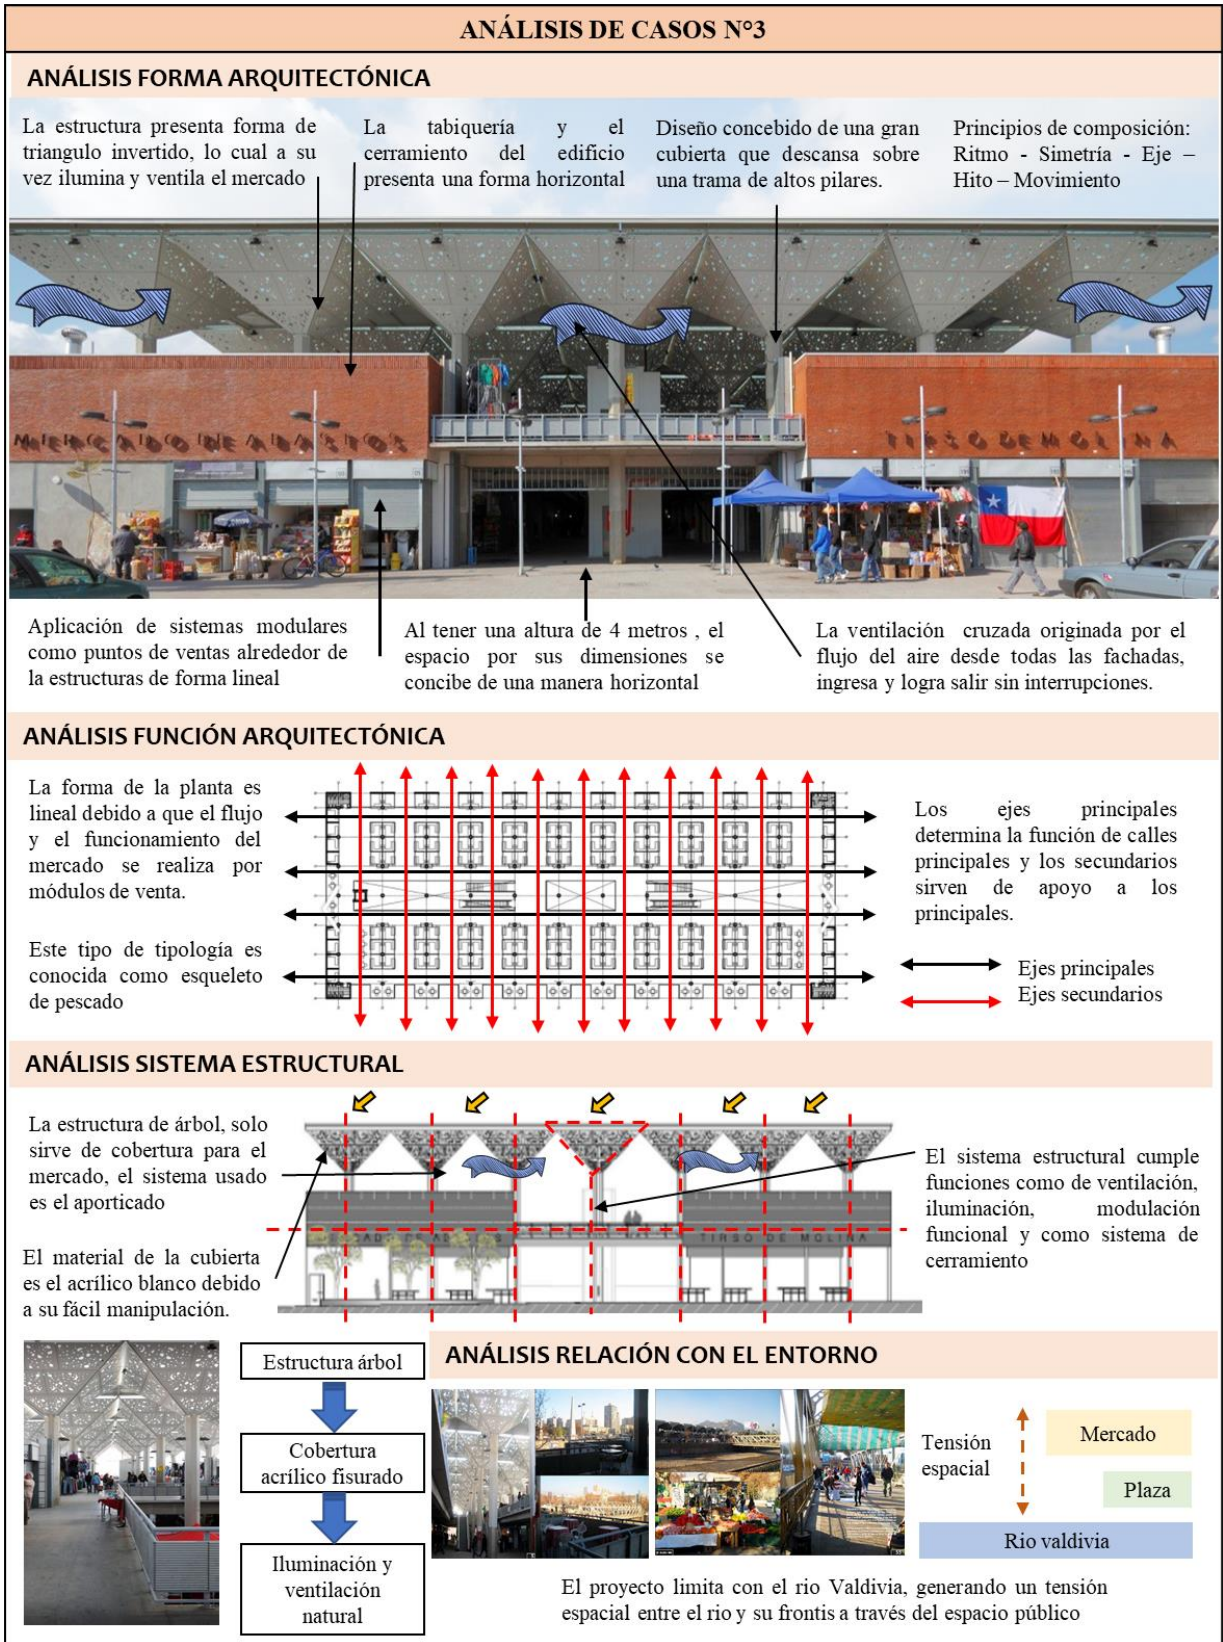 ANÁLISIS DE CASOS N°3
ANÁLISIS FORMA ARQUITECTÓNICA
La estructura presenta forma de
triangulo invertido, lo cual a su
vez ilumina y ventila el mercado
La tabiquería y el
cerramiento del edificio
presenta una forma horizontal
Diseño concebido de una gran
cubierta que descansa sobre
una trama de altos pilares.
Principios de composición:
Ritmo - Simetría - Eje –
Hito – Movimiento
TIRSO DE MOLINA
Aplicación de sistemas modulares
como puntos de ventas alrededor de
la estructuras de forma lineal
Al tener una altura de 4 metros , el
espacio por sus dimensiones se
concibe de una manera horizontal
La ventilación cruzada originada por el
flujo del aire desde todas las fachadas,
ingresa y logra salir sin interrupciones.
ANÁLISIS FUNCIÓN ARQUITECTÓNICA
La forma de la planta es
lineal debido a que el flujo
y el funcionamiento del
mercado se realiza por
módulos de venta.
Este tipo de tipología es
conocida como esqueleto
de pescado
Los ejes principales
determina la función de calles
principales y los secundarios
sirven de apoyo a los
principales.
Ejes principales
Ejes secundarios
ANÁLISIS SISTEMA ESTRUCTURAL
La estructura de árbol, solo
sirve de cobertura para el
mercado, el sistema usado
es el aporticado
El material de la cubierta
es el acrílico blanco debido
a su fácil manipulación.
TIRSO DE MOLINA
El sistema estructural cumple
funciones como de ventilación,
iluminación, modulación
funcional y como sistema de
cerramiento
Estructura árbol
Cobertura
acrílico fisurado
Iluminación y
ventilación
natural
ANÁLISIS RELACIÓN CON EL ENTORNO
Tensión
espacial
Mercado
Plaza
Rio valdivia
El proyecto limita con el rio Valdivia, generando un tensión
espacial entre el rio y su frontis a través del espacio público